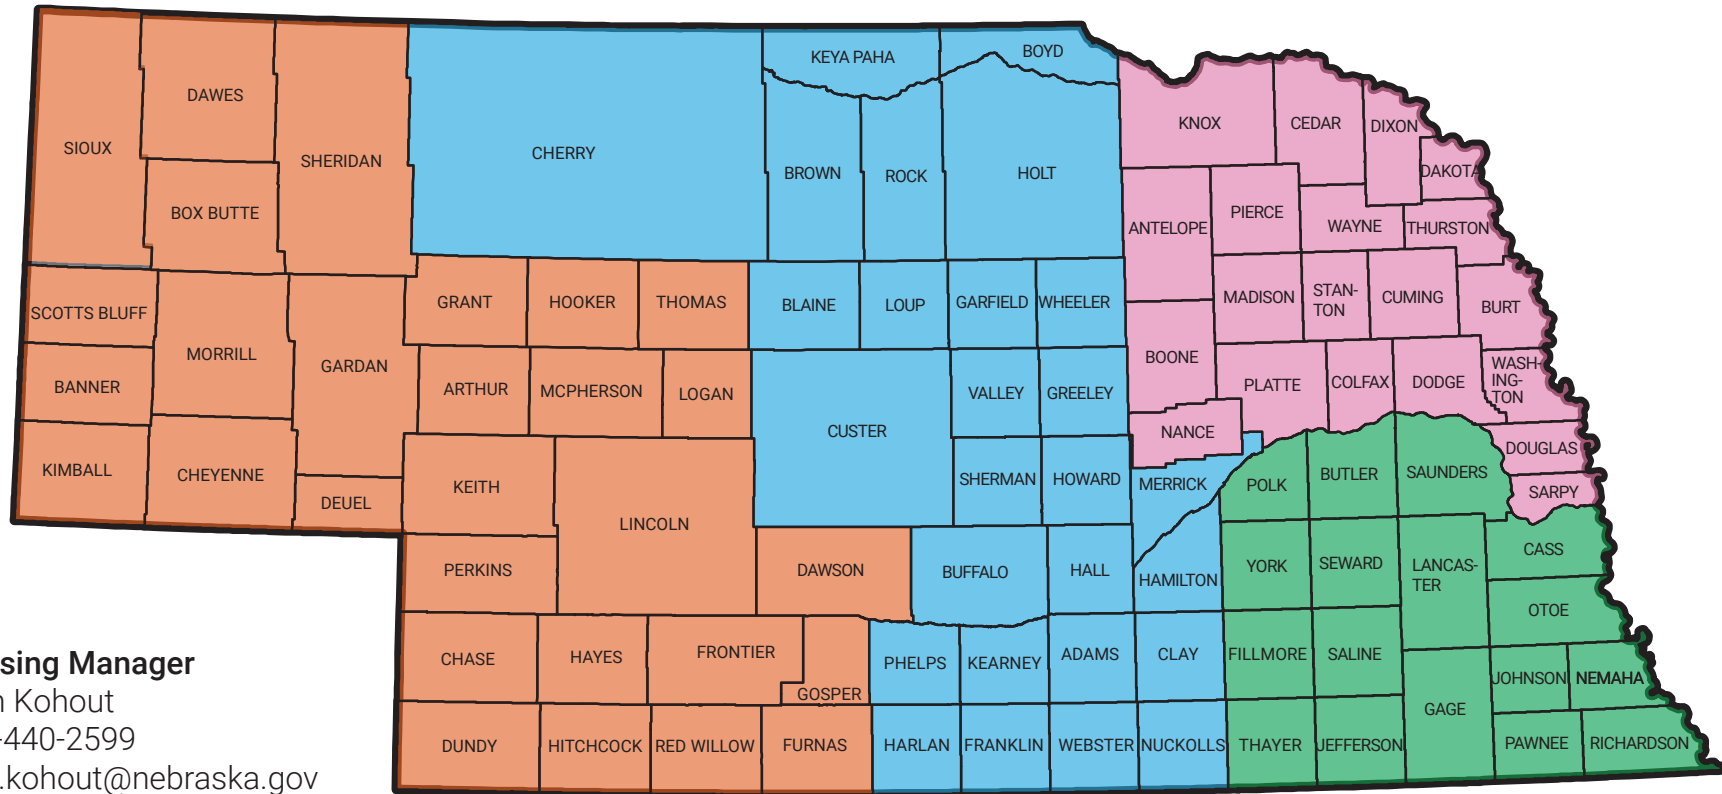 KEYA PAHA
BOYD
DAWES
SIOUX
SHERIDAN
CHERRY
BROWN
ROCK
HOLT
KNOX
CEDAR
DIXON
DAKOTA
BOX BUTTE
ANTELOPE
PIERCE
WAYNE
THURSTON
SCOTTS BLUFF
MORRILL
GARDAN
GRANT
HOOKER
THOMAS
BLAINE
LOUP
GARFIELD
WHEELER
MADISON
STAN-
TON
CUMING
BURT
BANNER
ARTHUR
MCPHERSON
LOGAN
CUSTER
VALLEY
GREELEY
BOONE
PLATTE
COLFAX
DODGE
WASH-
ING-
TON
NANCE
KIMBALL
CHEYENNE
DEUEL
KEITH
LINCOLN
SHERMAN
HOWARD
MERRICK
POLK
BUTLER
SAUNDERS
DOUGLAS
SARPY
PERKINS
DAWSON
BUFFALO
HALL
HAMILTON
YORK
SEWARD
LANCAS-
TER
CASS
OTOE
CHASE
HAYES
FRONTIER
GOSPER
PHELPS
KEARNEY
ADAMS
CLAY
FILLMORE
SALINE
GAGE
JOHNSON
NEMAHA
DUNDY
HITCHCOCK
RED WILLOW
FURNAS
HARLAN
FRANKLIN
WEBSTER
NUCKOLLS
THAYER
JEFFERSON
PAWNEE
RICHARDSON
sing Manager
Kohout
-440-2599
.kohout@nebraska.gov